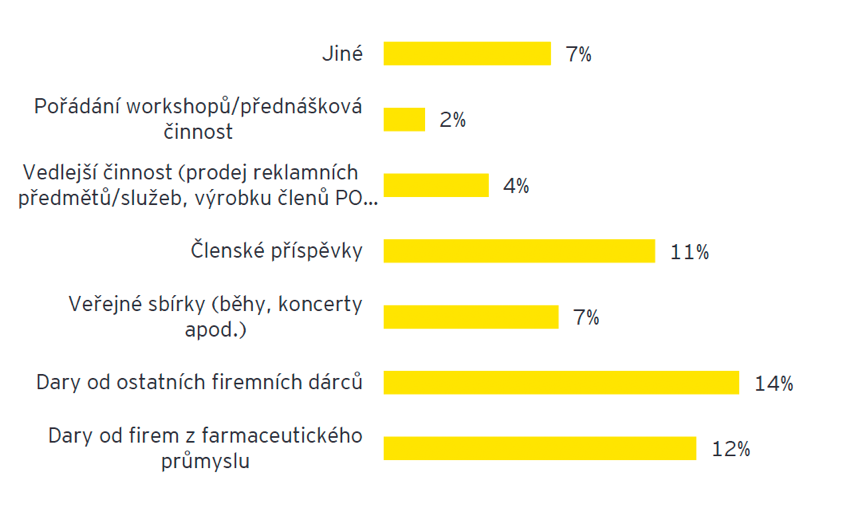 Jiné
7%
Pořádání workshopů/přednášková
činnost
2%
Vedlejší činnost (prodej reklamních
předmětů/služeb, výrobku členů PO...
4%
Členské příspěvky
11%
Veřejné sbírky (běhy, koncerty
apod.)
7%
Dary od ostatních firemních dárců
14%
Dary od firem z farmaceutického
průmyslu
12%